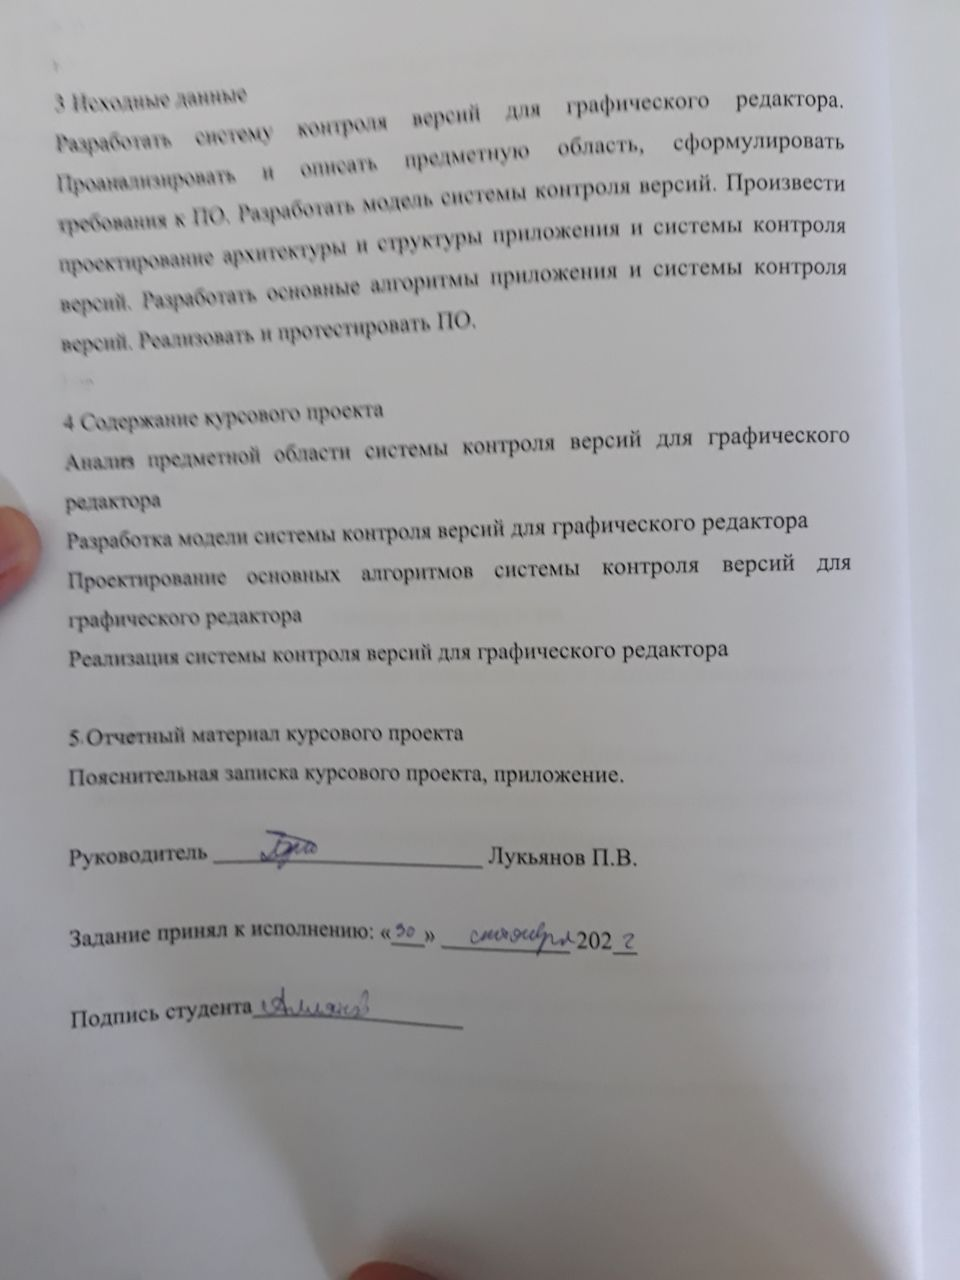 3 Исходные данные
Разработать систему контроля версий для графического редактора.
Проанализировать и описать предметную область, сформулировать
требования к ПО. Разработать модель системы контроля версий. Произвести
проектирование архитектуры и структуры приложения и системы контроля
версий. Разработать основные алгоритмы приложения и системы контроля
версий. Реализовать и протестировать ПО.
4 Содержание курсового проекта
Анализ предметной области системы контроля версий для графического
редактора
Разработка модели системы контроля версий для графического редактора
Проектирование основных алгоритмов системы контроля версий для
графического редактора
Реализация системы контроля версий для графического редактора
5 Отчетный материал курсового проекта
Пояснительная записка курсового проекта, приложение.
Руководитель Лукьянов П.В.
Задание принял к исполнению: «30» сентября 2022
Подпись студента